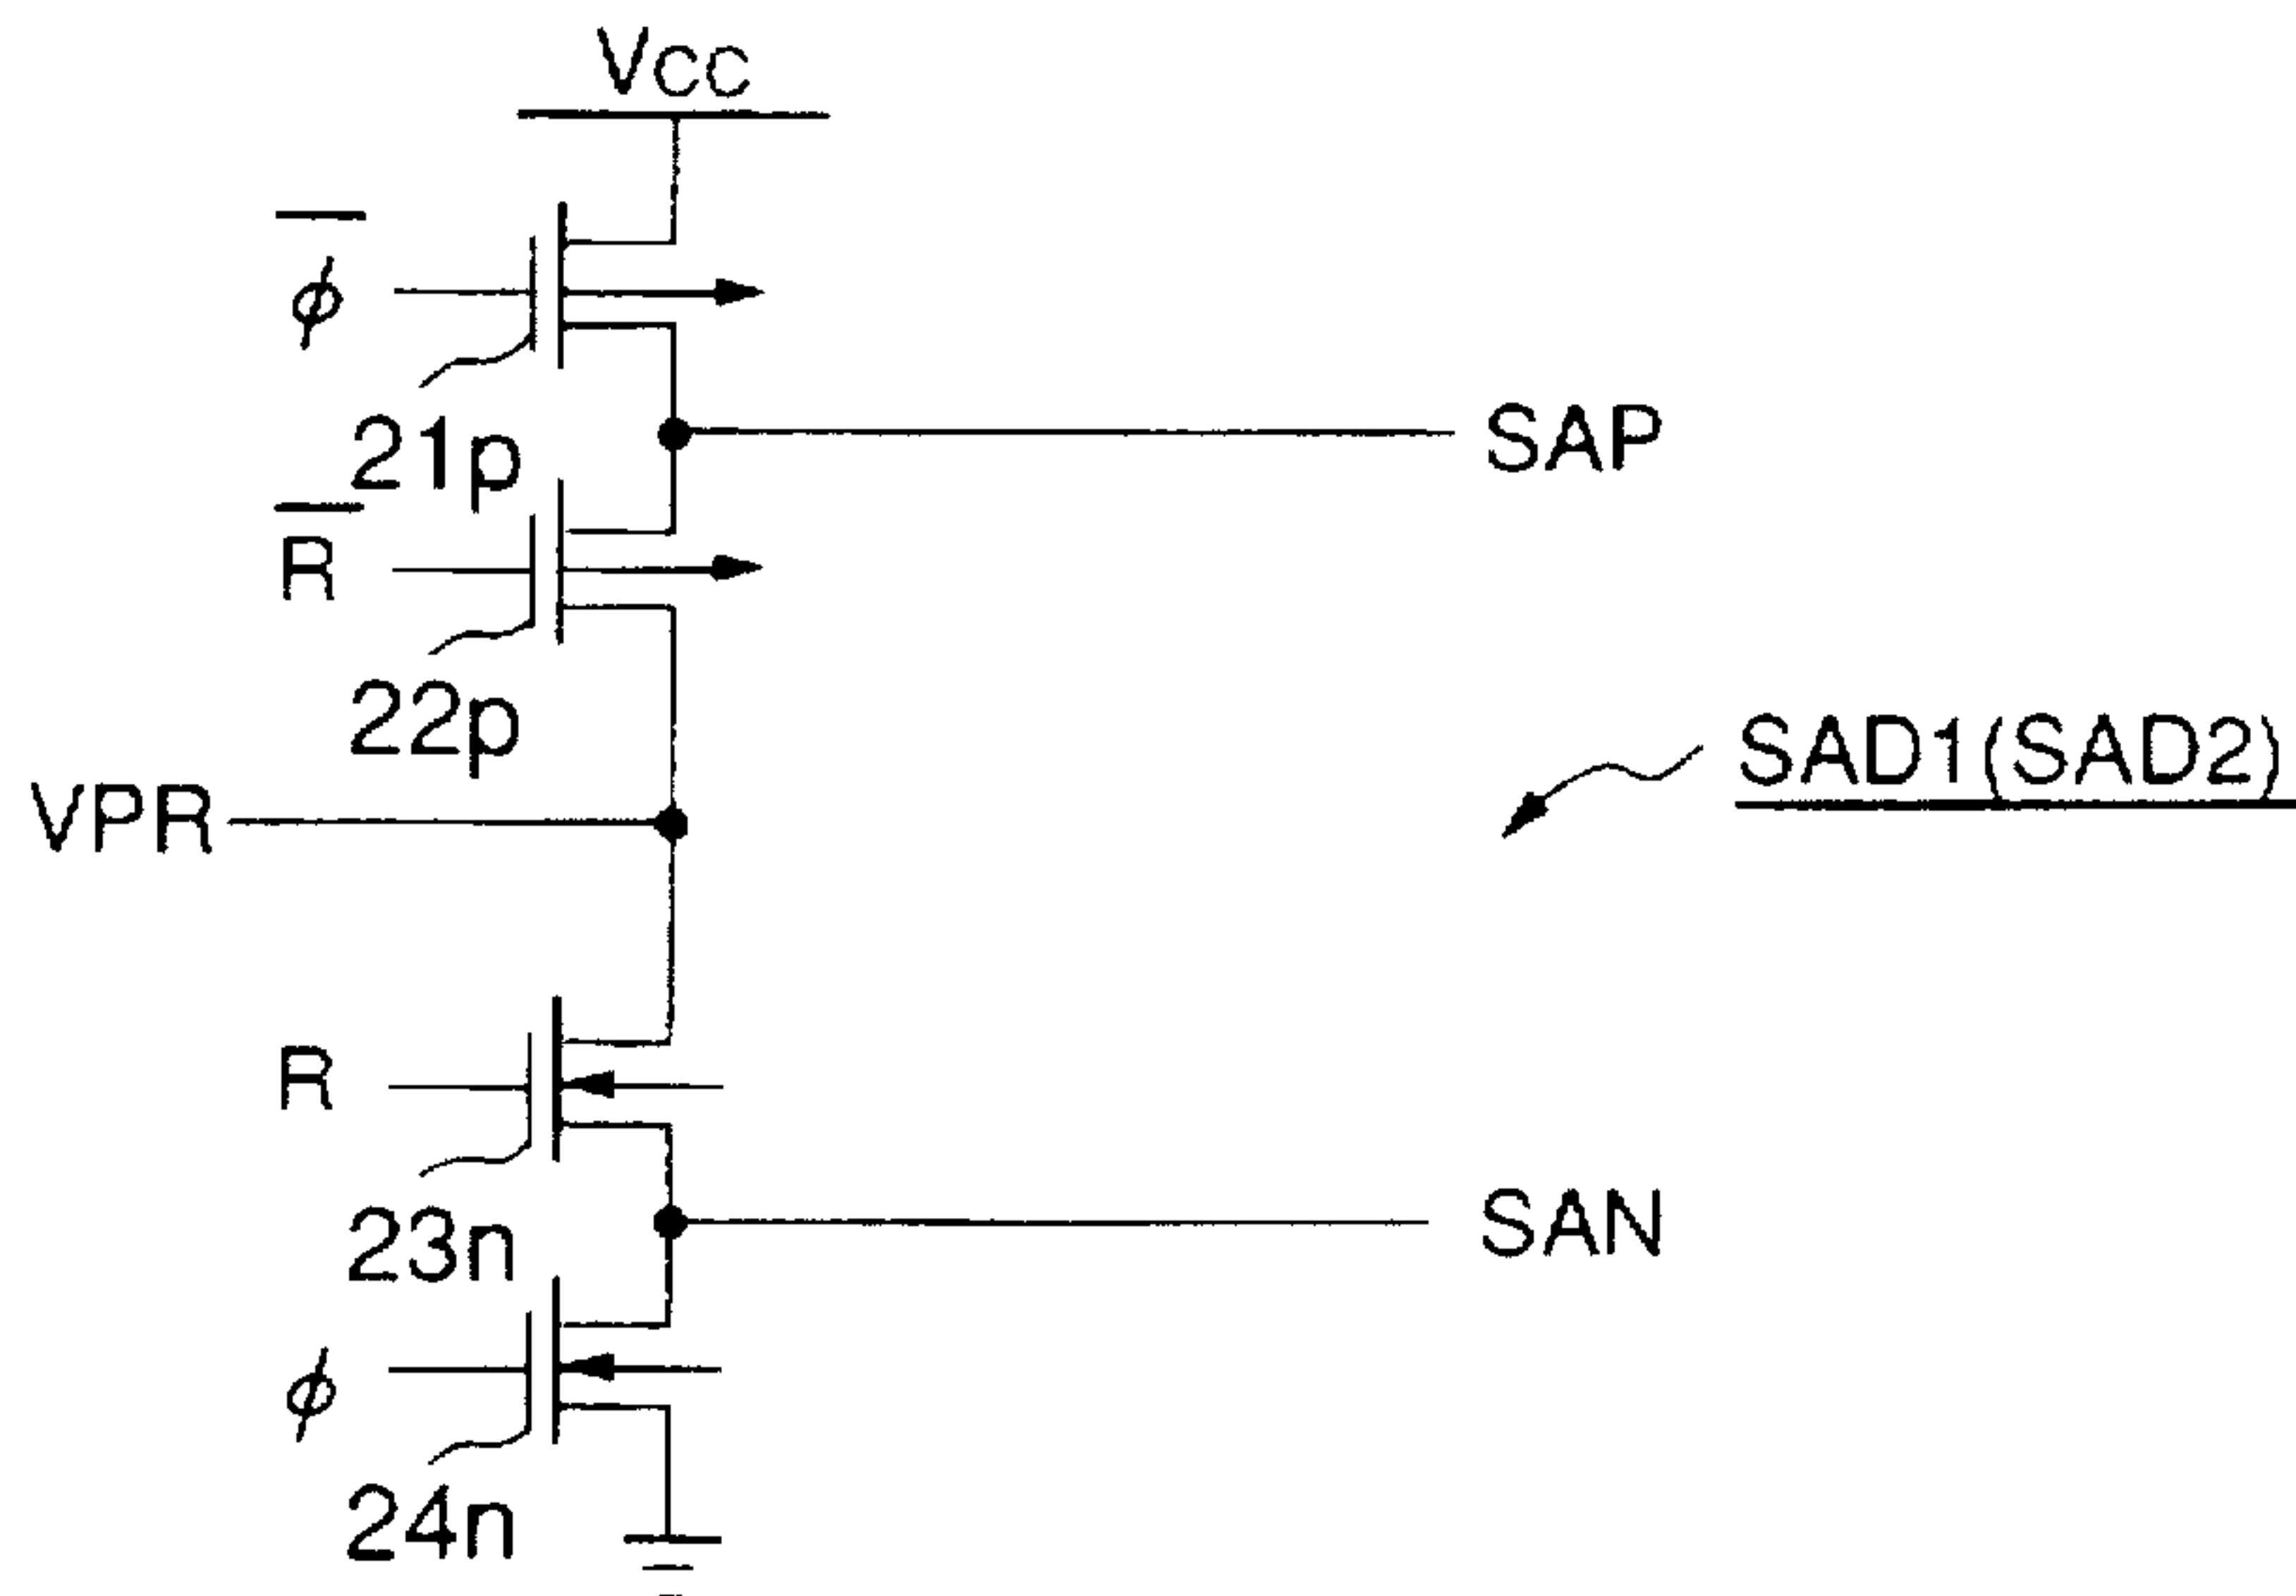 Vcc
ϕ̅
21p
SAP
R̅
22p
SAD1(SAD2)
VPR
R
23n
SAN
ϕ
24n